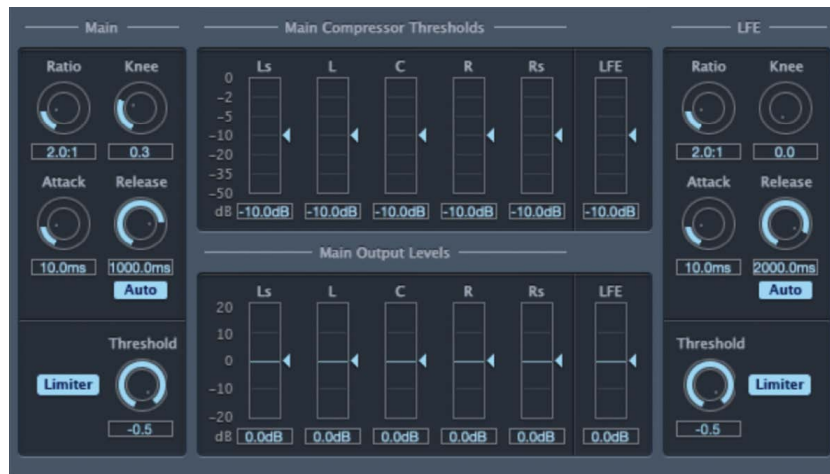 Main
Main Compressor Thresholds
LFE
Ratio Knee
2.0:1 0.3
Attack Release
10.0ms 1000.0ms
Auto
Threshold
Limiter
-0.5
Ls L C R Rs LFE
0
-2
-5
-10
-20
-35
-50
dB -10.0dB -10.0dB -10.0dB -10.0dB -10.0dB -10.0dB
Main Output Levels
Ls L C R Rs LFE
20
10
0
-10
-20
dB 0.0dB 0.0dB 0.0dB 0.0dB 0.0dB 0.0dB
Ratio Knee
2.0:1 0.0
Attack Release
10.0ms 2000.0ms
Auto
Threshold
Limiter
-0.5